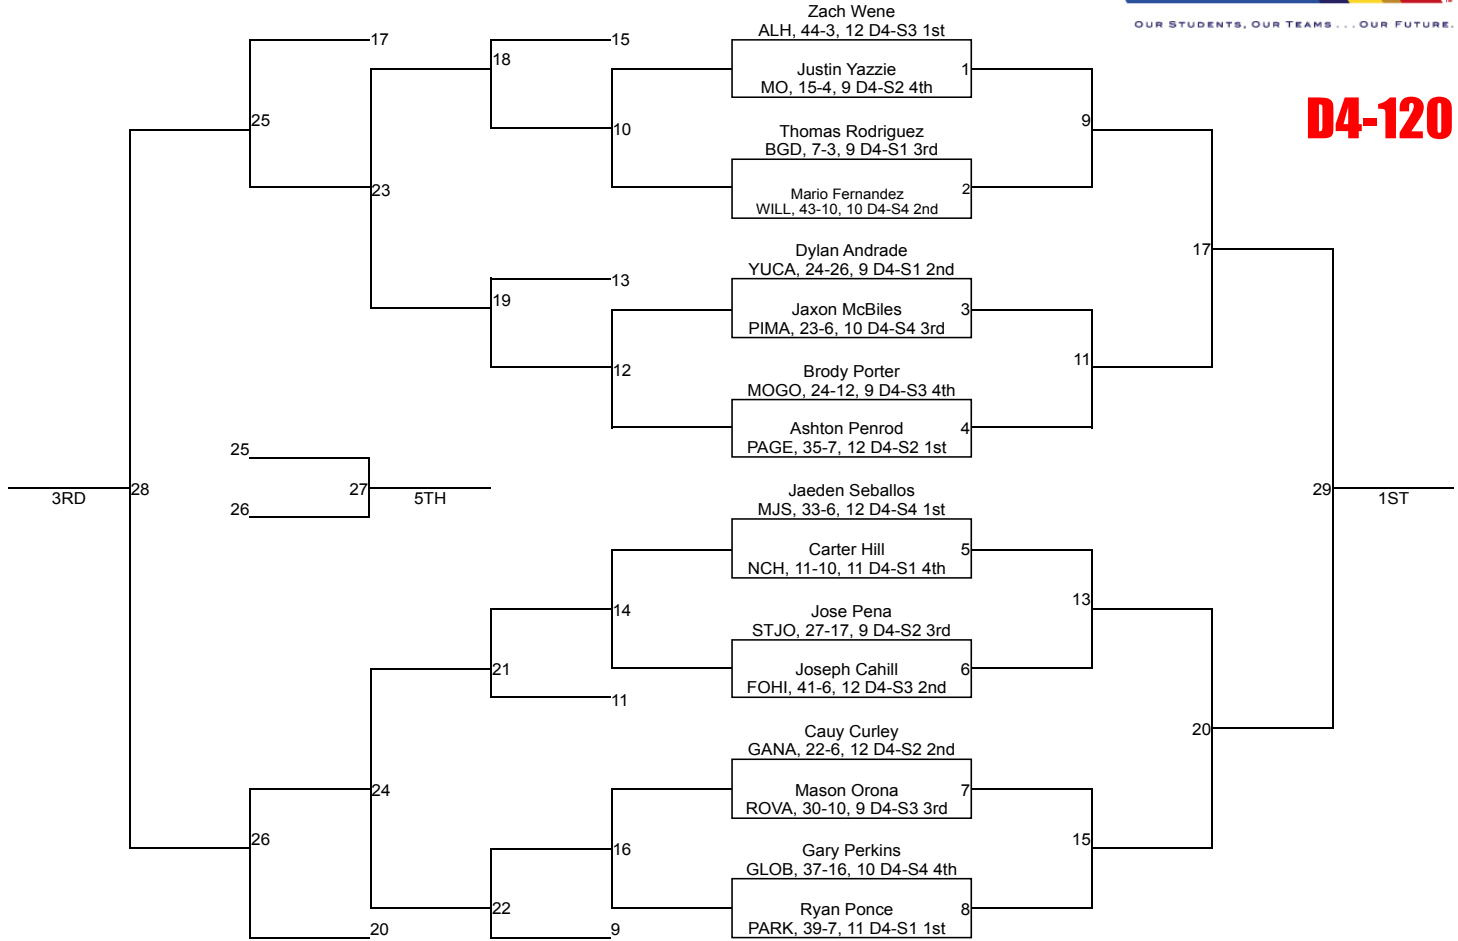 Zach Wene
ALH, 44-3, 12 D4-S3 1st
OUR STUDENTS, OUR TEAMS . . . OUR FUTURE.
17
15
18
Justin Yazzie
1
MO, 15-4, 9 D4-S2 4th
D4-120
25
10
Thomas Rodriguez
BGD, 7-3, 9 D4-S1 3rd
9
23
Mario Fernandez
2
WILL, 43-10, 10 D4-S4 2nd
Dylan Andrade
YUCA, 24-26, 9 D4-S1 2nd
17
13
19
Jaxon McBiles
3
PIMA, 23-6, 10 D4-S4 3rd
12
Brody Porter
MOGO, 24-12, 9 D4-S3 4th
11
Ashton Penrod
4
PAGE, 35-7, 12 D4-S2 1st
25
3RD
28
26
27
5TH
Jaeden Seballos
MJS, 33-6, 12 D4-S4 1st
29
1ST
Carter Hill
5
NCH, 11-10, 11 D4-S1 4th
14
Jose Pena
STJO, 27-17, 9 D4-S2 3rd
13
21
Joseph Cahill
6
FOHI, 41-6, 12 D4-S3 2nd
11
Cauy Curley
GANA, 22-6, 12 D4-S2 2nd
20
24
Mason Orona
7
ROVA, 30-10, 9 D4-S3 3rd
26
16
Gary Perkins
GLOB, 37-16, 10 D4-S4 4th
15
22
Ryan Ponce
8
PARK, 39-7, 11 D4-S1 1st
20
9